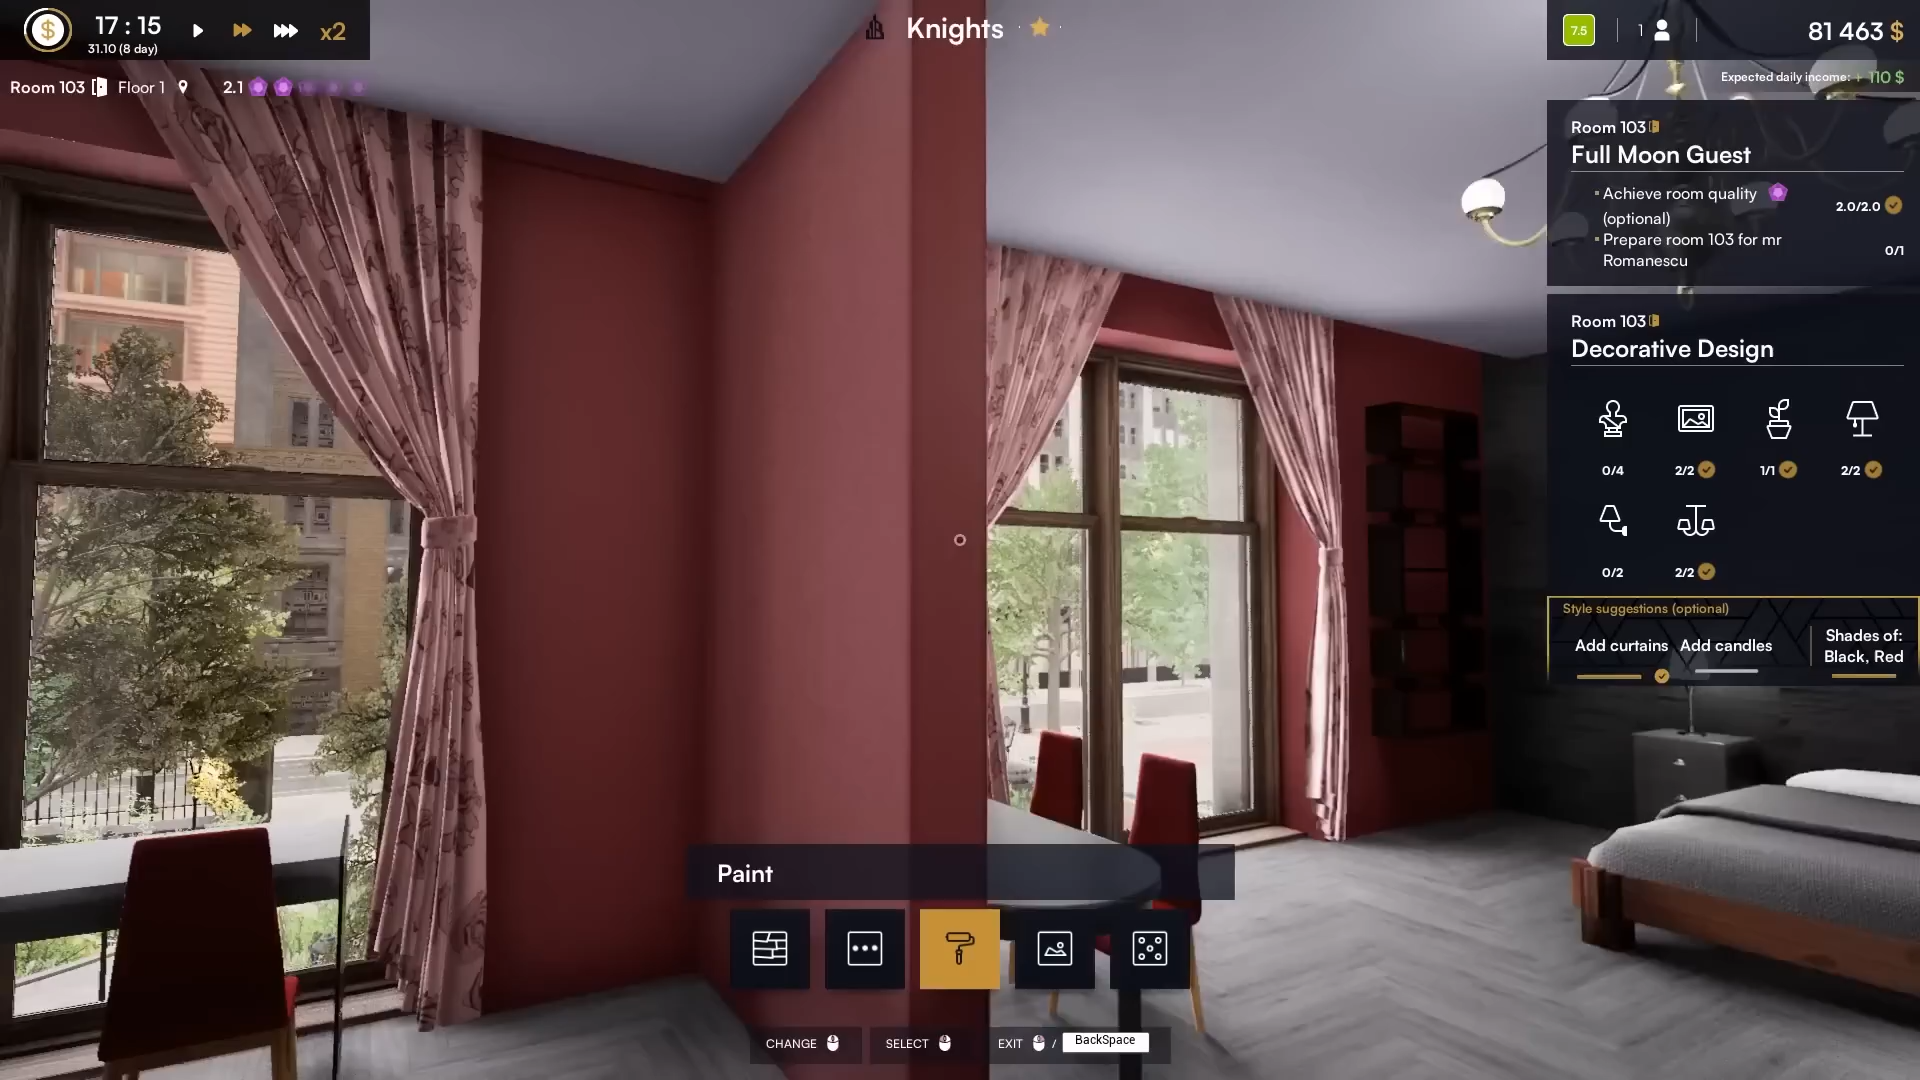 17 : 15
31.10 (8 day)
x2
Knights
7.5
1
81 463 $
Expected daily income: + 110 $
Room 103
Floor 1
2.1
Room 103
Full Moon Guest
Achieve room quality
(optional)
2.0/2.0
Prepare room 103 for mr
Romanescu
0/1
Room 103
Decorative Design
0/4
2/2
1/1
2/2
0/2
2/2
Style suggestions (optional)
Add curtains
Add candles
Shades of:
Black, Red
Paint
CHANGE
SELECT
EXIT / BackSpace